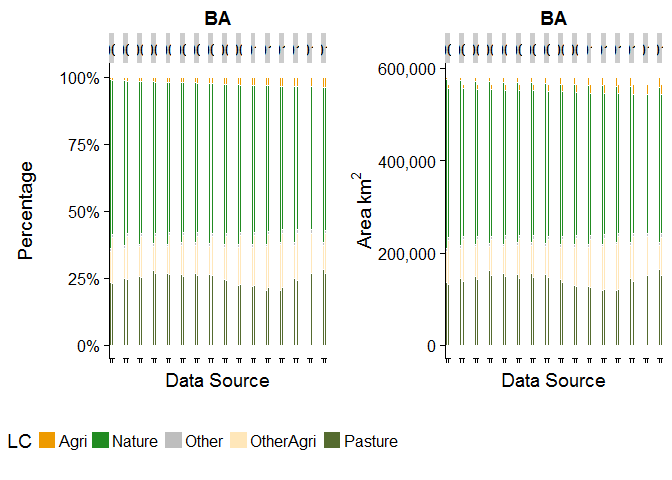 BA
100%
75%
50%
25%
0%
Percentage
Data Source
BA
600,000
400,000
200,000
0
Area km²
Data Source
LC Agri Nature Other OtherAgri Pasture